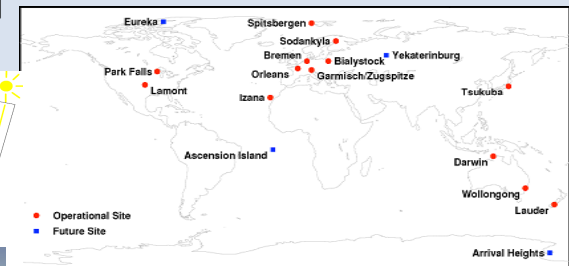 Eureka
Spitsbergen
Sodankyla
Bremen
Yekaterinburg
Bialystock
Park Falls
Orleans
Garmisch/Zugspitze
Lamont
Tsukuba
Izana
Ascension Island
Darwin
Wollongong
Lauder
Operational Site
Future Site
Arrival Heights